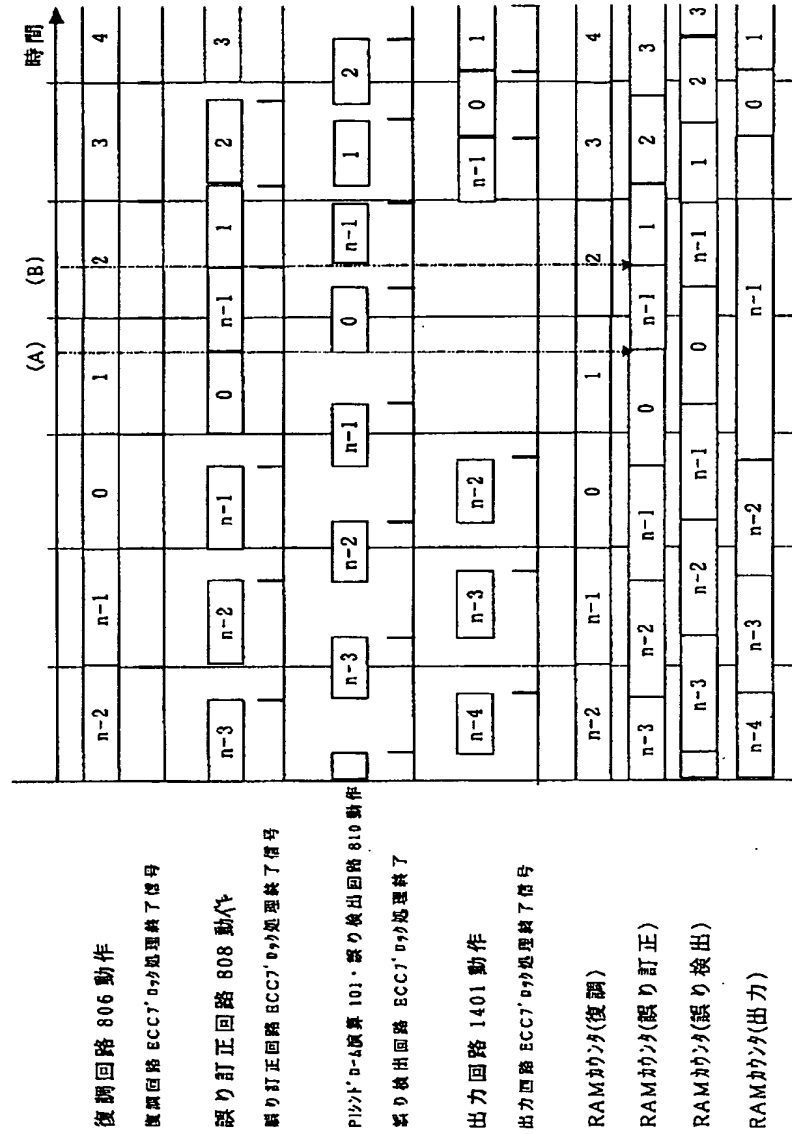 時間
(A) (B)
復調回路 806 動作 n-2 n-1 0 1 2 3 4
復調回路 ECCブロック処理終了信号
誤り訂正回路 808 動作 n-3 n-2 n-1 0 n-1 1 2 3
誤り訂正回路 ECCブロック処理終了信号
PIシンドローム演算 101・誤り検出回路 810 動作 n-3 n-2 n-1 0 n-1 1 2
誤り検出回路 ECCブロック処理終了
出力回路 1401 動作 n-4 n-3 n-2 n-1 0 1
出力回路 ECCブロック処理終了信号
RAMカウンタ(復調) n-2 n-1 0 1 2 3 4
RAMカウンタ(誤り訂正) n-3 n-2 n-1 0 n-1 1 2 3
RAMカウンタ(誤り検出) n-3 n-2 n-1 0 n-1 1 2 3
RAMカウンタ(出力) n-4 n-3 n-2 n-1 0 1